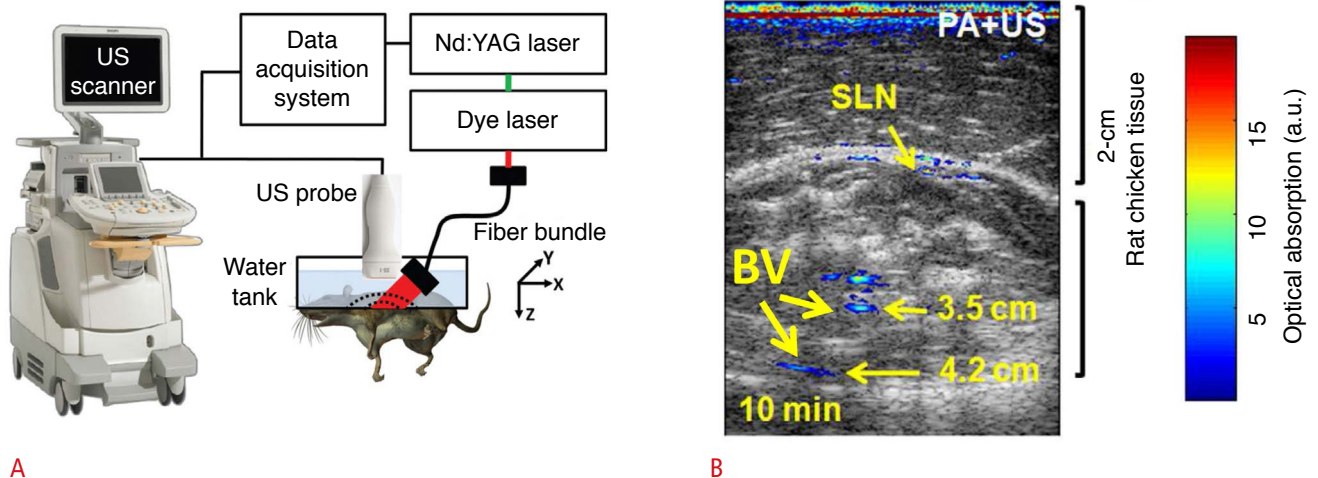 US
scanner
Data
acquisition
system
Nd:YAG laser
Dye laser
US probe
Fiber bundle
Water
tank
Y
X
Z
A
PA+US
SLN
BV
3.5 cm
4.2 cm
10 min
2-cm
Rat chicken tissue
5
10
15
Optical absorption (a.u.)
B